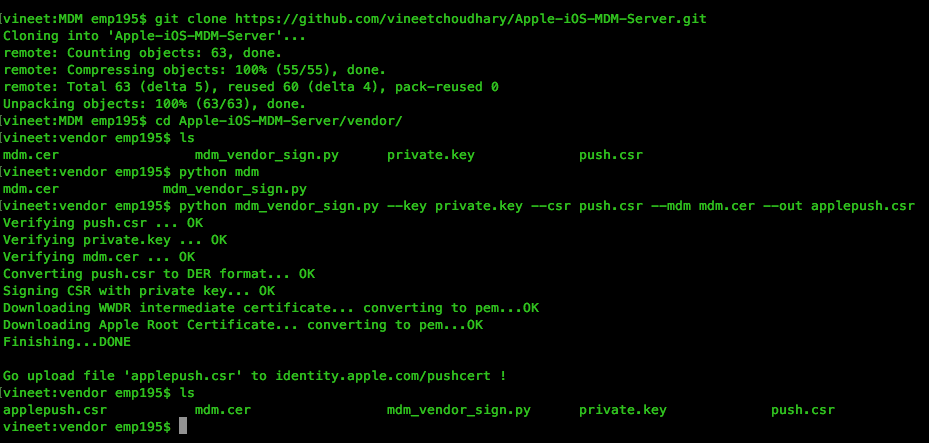 [vineet:MDM emp195$ git clone https://github.com/vineetchoudhary/Apple-iOS-MDM-Server.git
Cloning into 'Apple-iOS-MDM-Server'...
remote: Counting objects: 63, done.
remote: Compressing objects: 100% (55/55), done.
remote: Total 63 (delta 5), reused 60 (delta 4), pack-reused 0
Unpacking objects: 100% (63/63), done.
[vineet:MDM emp195$ cd Apple-iOS-MDM-Server/vendor/
[vineet:vendor emp195$ ls
mdm.cer mdm_vendor_sign.py private.key push.csr
[vineet:vendor emp195$ python mdm
mdm.cer mdm_vendor_sign.py
[vineet:vendor emp195$ python mdm_vendor_sign.py --key private.key --csr push.csr --mdm mdm.cer --out applepush.csr
Verifying push.csr ... OK
Verifying private.key ... OK
Verifying mdm.cer ... OK
Converting push.csr to DER format... OK
Signing CSR with private key... OK
Downloading WWDR intermediate certificate... converting to pem...OK
Downloading Apple Root Certificate... converting to pem...OK
Finishing...DONE

Go upload file 'applepush.csr' to identity.apple.com/pushcert !
[vineet:vendor emp195$ ls
applepush.csr mdm.cer mdm_vendor_sign.py private.key push.csr
vineet:vendor emp195$